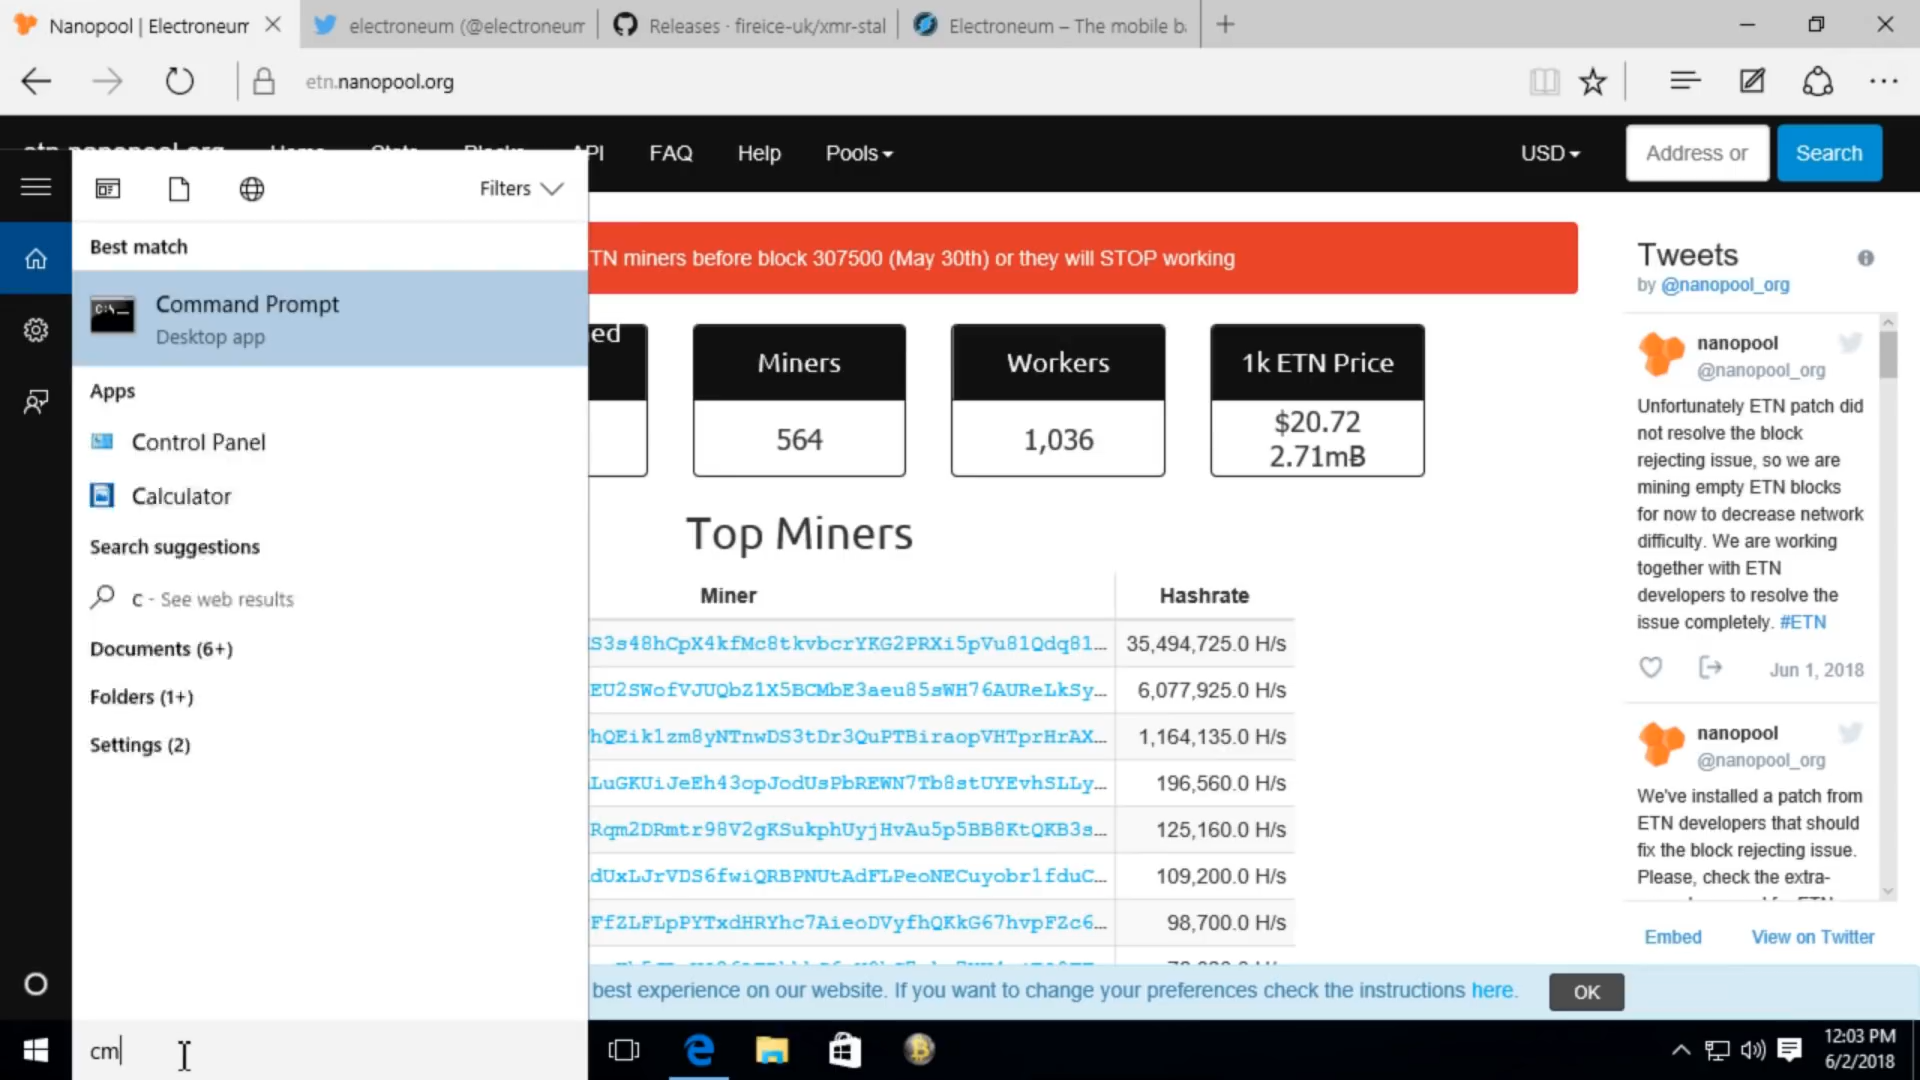 Nanopool | Electroneum
electroneum (@electroneum
Releases · fireice-uk/xmr-stal
Electroneum – The mobile b
etn.nanopool.org
API
FAQ
Help
Pools
USD
Address or
Search
Filters
Best match
Command Prompt
Desktop app
Apps
Control Panel
Calculator
Search suggestions
c - See web results
Documents (6+)
Folders (1+)
Settings (2)
cm
TN miners before block 307500 (May 30th) or they will STOP working
ed
Miners
564
Workers
1,036
1k ETN Price
$20.72
2.71mB
Top Miners
Miner
Hashrate
S3s48hCpX4kfMc8tkvbcrYKG2PRXi5pVu81Qdq81...
35,494,725.0 H/s
EU2SWofVJUQbZ1X5BCMbE3aeu85sWH76AUReLkSy...
6,077,925.0 H/s
hQEik1zm8yNTnwDS3tDr3QuPTBiraopVHTprHrAX...
1,164,135.0 H/s
LuGKUiJeEh43opJodUsPbREWN7Tb8stUYEvhSLLy...
196,560.0 H/s
Rqm2DRmtr98V2gKSukphUyjHvAu5p5BB8KtQKB3s...
125,160.0 H/s
dUxLJrVDS6fwiQRBPNUtAdFLPeoNECuyobr1fduC...
109,200.0 H/s
FfZLFLpPYTxdHRYhc7AieoDVyfhQKkG67hvpFZc6...
98,700.0 H/s
best experience on our website. If you want to change your preferences check the instructions here.
OK
Tweets
by @nanopool_org
nanopool
@nanopool_org
Unfortunately ETN patch did
not resolve the block
rejecting issue, so we are
mining empty ETN blocks
for now to decrease network
difficulty. We are working
together with ETN
developers to resolve the
issue completely. #ETN
Jun 1, 2018
nanopool
@nanopool_org
We've installed a patch from
ETN developers that should
fix the block rejecting issue.
Please, check the extra-
Embed
View on Twitter
12:03 PM
6/2/2018